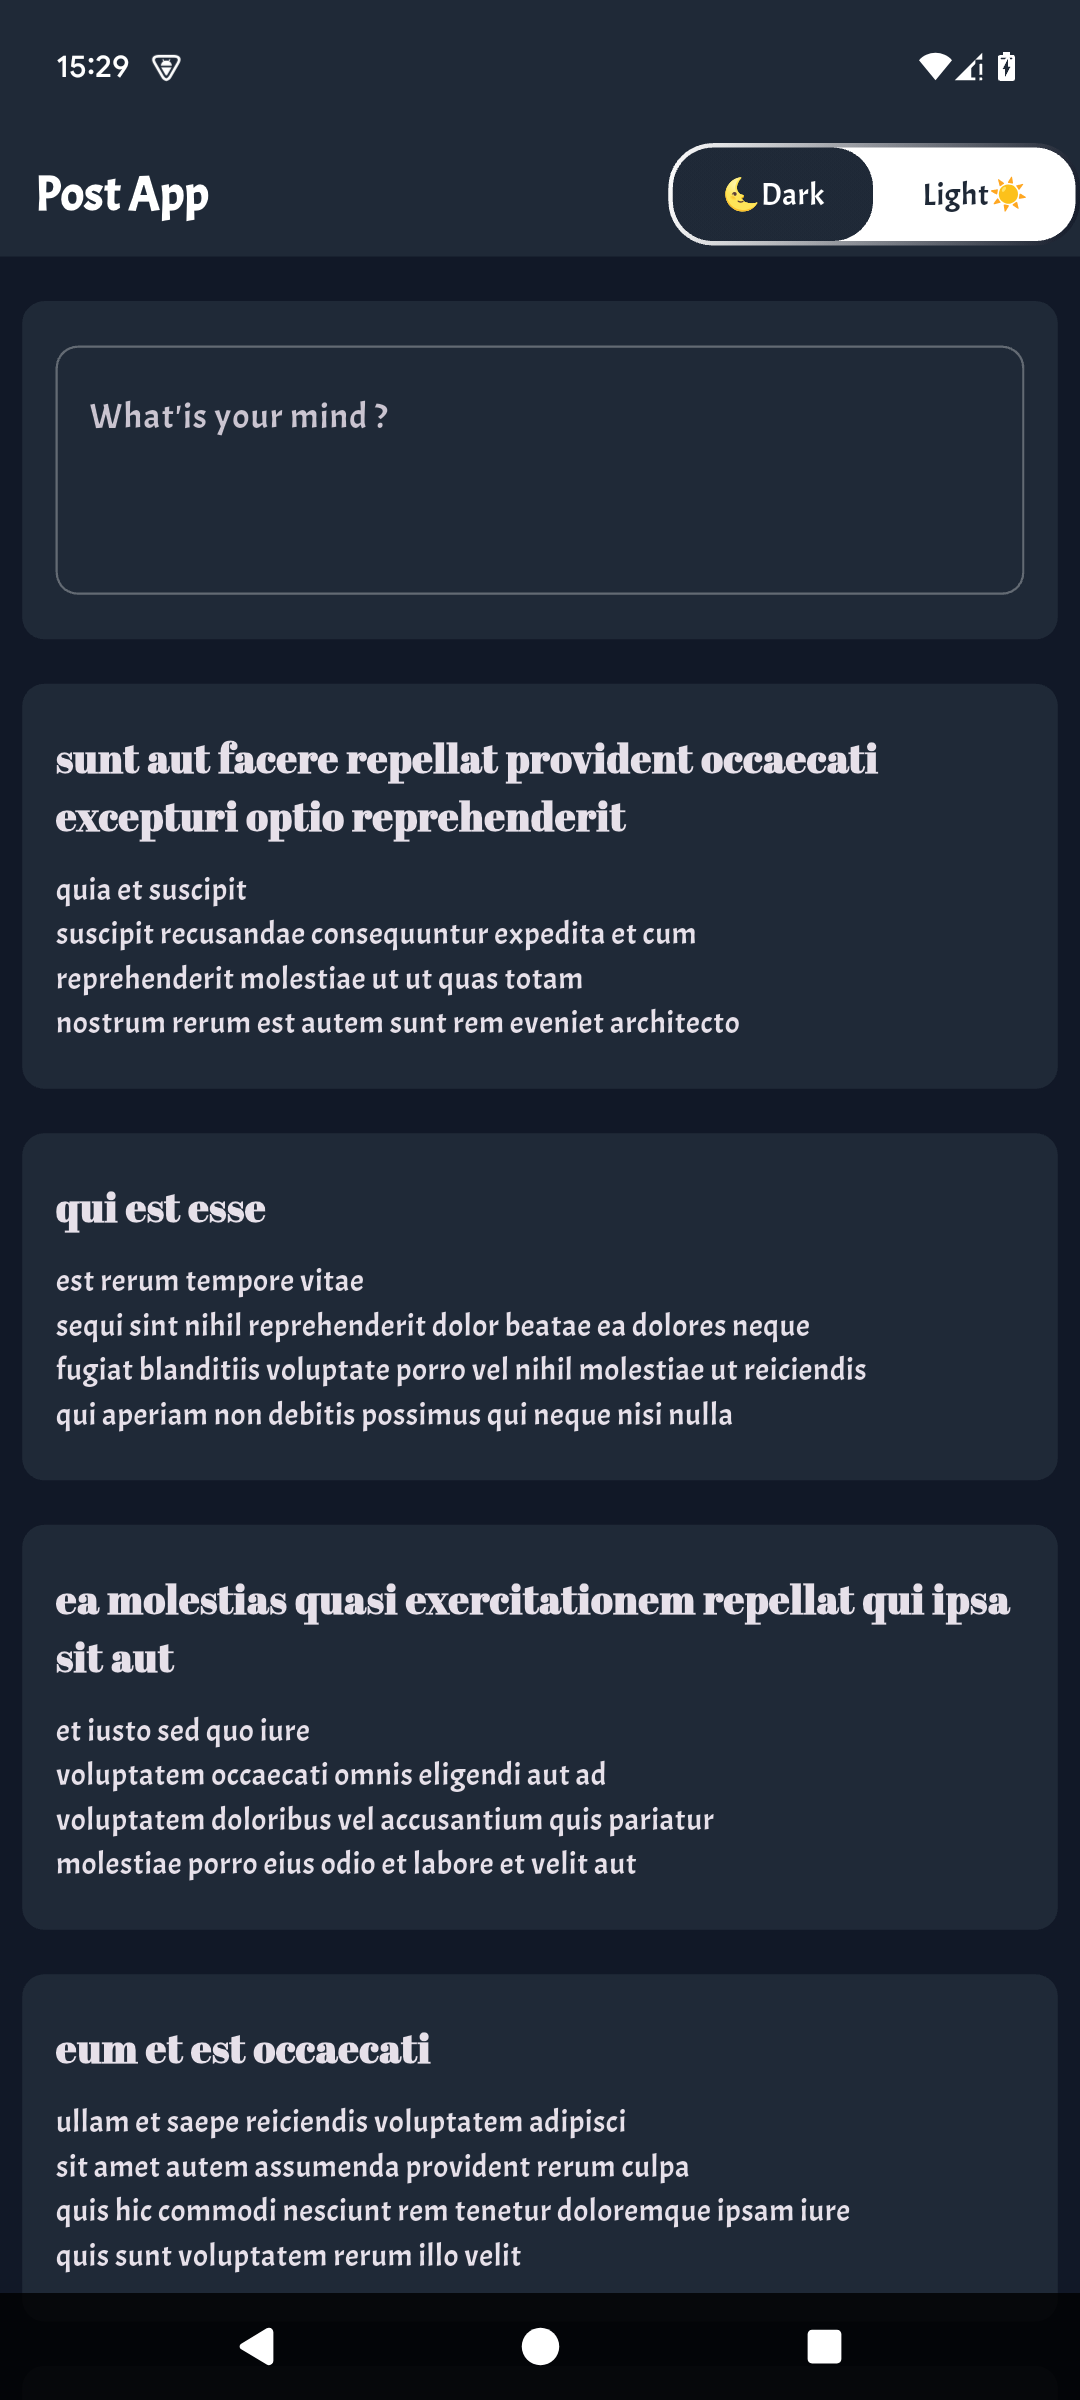 15:29
Post App
🌜Dark
Light☀️
What'is your mind ?
sunt aut facere repellat provident occaecati
excepturi optio reprehenderit
quia et suscipit
suscipit recusandae consequuntur expedita et cum
reprehenderit molestiae ut ut quas totam
nostrum rerum est autem sunt rem eveniet architecto
qui est esse
est rerum tempore vitae
sequi sint nihil reprehenderit dolor beatae ea dolores neque
fugiat blanditiis voluptate porro vel nihil molestiae ut reiciendis
qui aperiam non debitis possimus qui neque nisi nulla
ea molestias quasi exercitationem repellat qui ipsa
sit aut
et iusto sed quo iure
voluptatem occaecati omnis eligendi aut ad
voluptatem doloribus vel accusantium quis pariatur
molestiae porro eius odio et labore et velit aut
eum et est occaecati
ullam et saepe reiciendis voluptatem adipisci
sit amet autem assumenda provident rerum culpa
quis hic commodi nesciunt rem tenetur doloremque ipsam iure
quis sunt voluptatem rerum illo velit